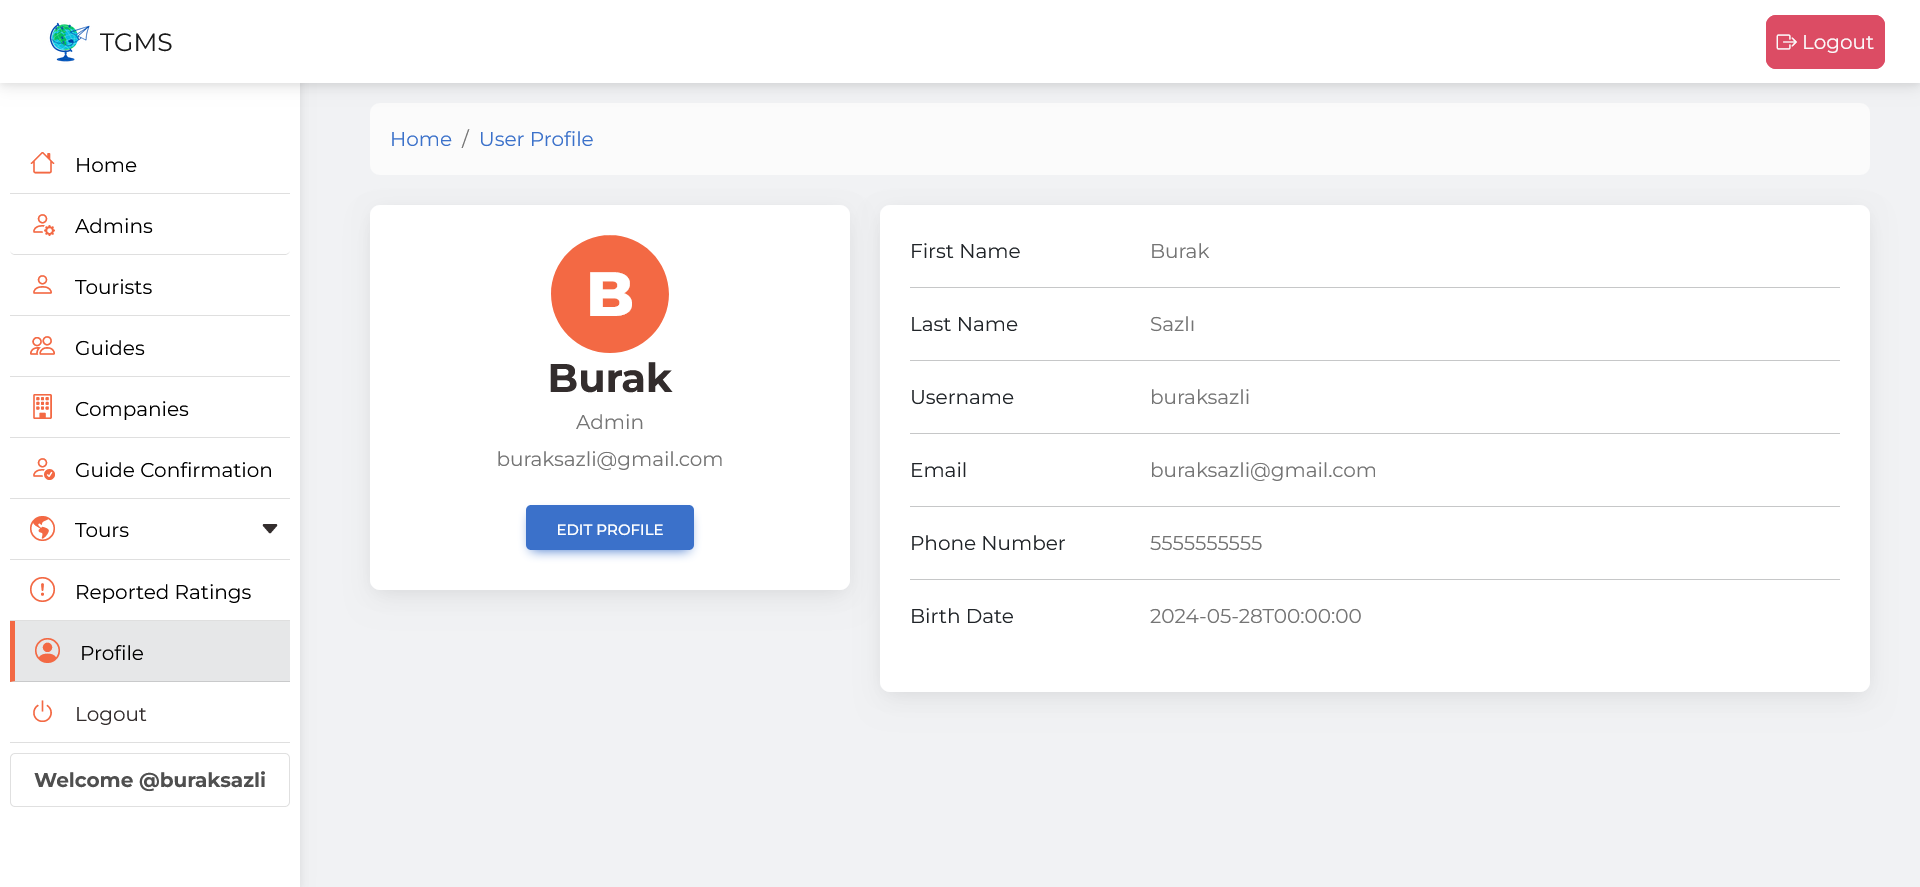 TGMS
Logout
Home
Admins
Tourists
Guides
Companies
Guide Confirmation
Tours
Reported Ratings
Profile
Logout
Welcome @buraksazli
Home / User Profile
B
Burak
Admin
buraksazli@gmail.com
EDIT PROFILE
First Name Burak
Last Name Sazlı
Username buraksazli
Email buraksazli@gmail.com
Phone Number 5555555555
Birth Date 2024-05-28T00:00:00